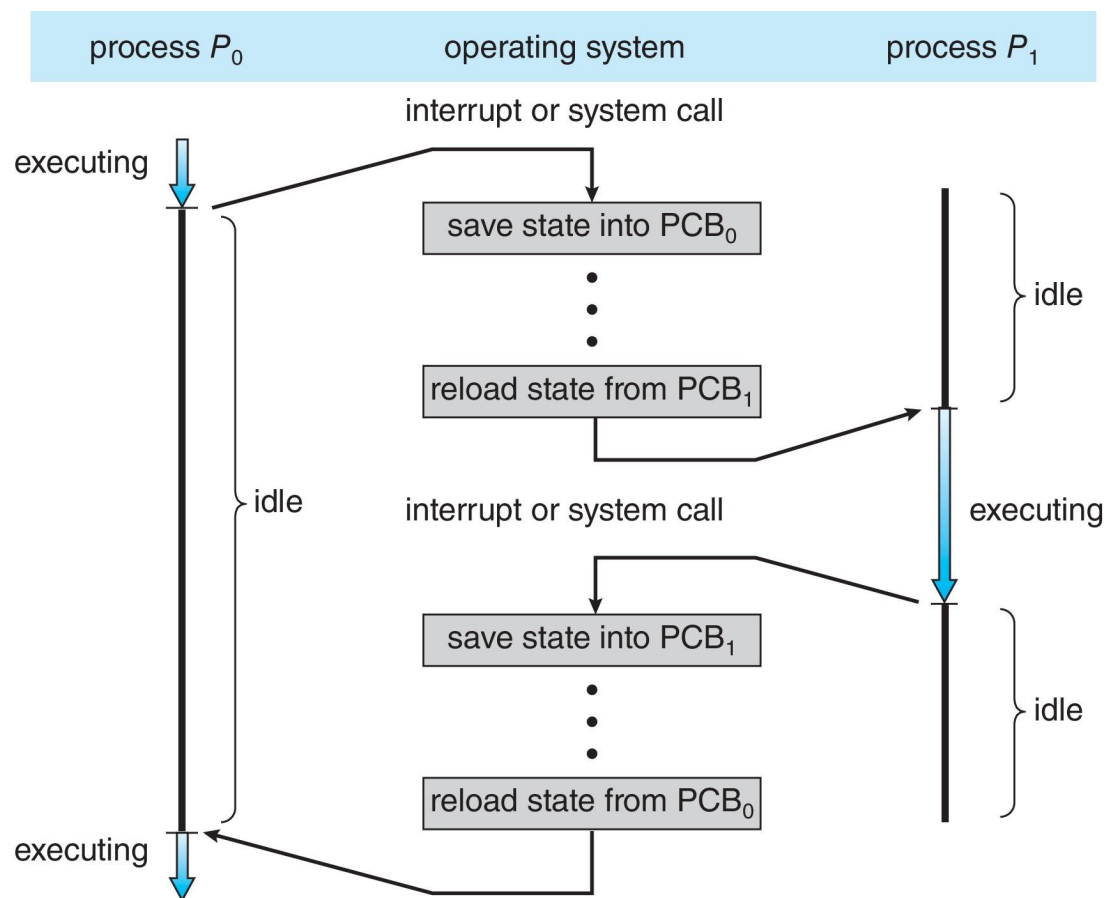 process P₀ operating system process P₁
interrupt or system call
executing
save state into PCB₀
idle
reload state from PCB₁
idle
interrupt or system call
executing
save state into PCB₁
idle
reload state from PCB₀
executing